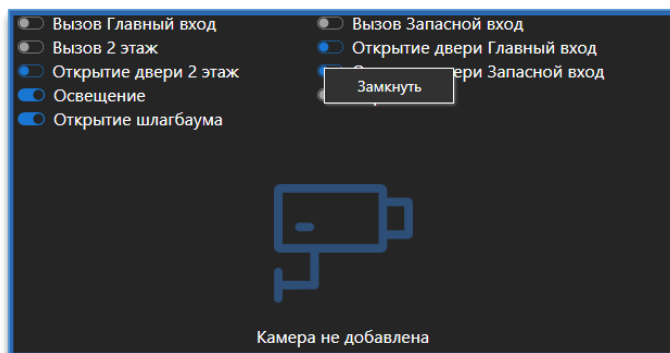 Вызов Главный вход
Вызов Запасной вход
Вызов 2 этаж
Открытие двери Главный вход
Открытие двери 2 этаж
Запасной вход
Замкнуть
Освещение
Открытие шлагбаума
Камера не добавлена